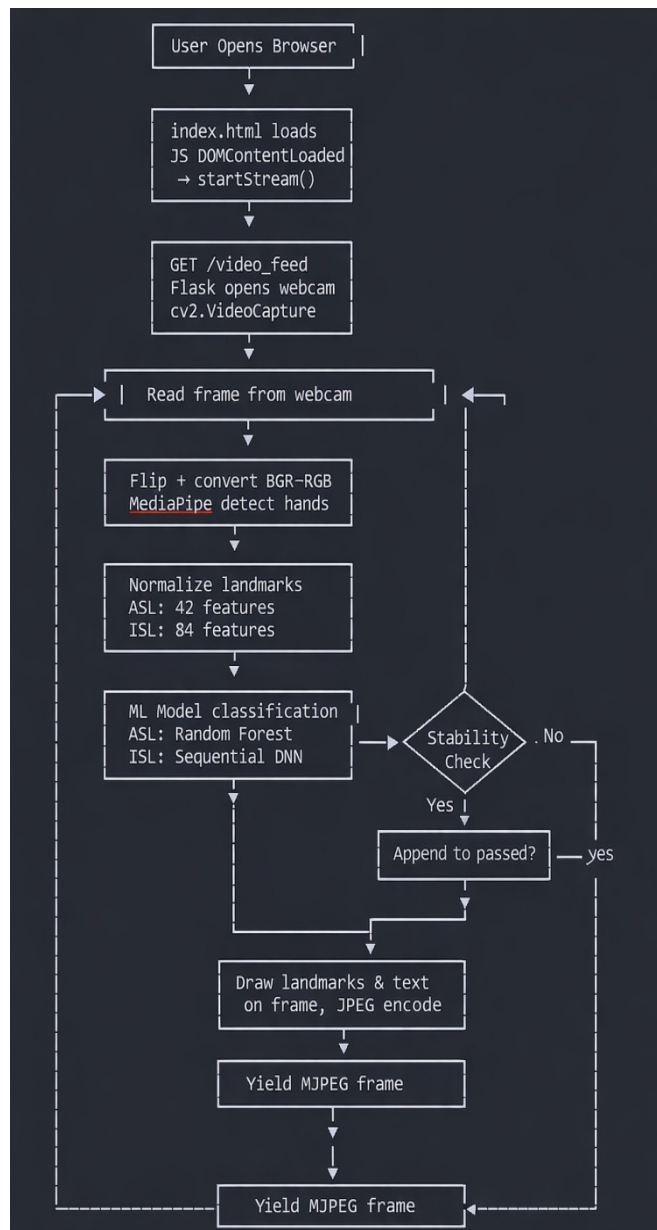 User Opens Browser
index.html loads
JS DOMContentLoaded
→ startStream()
GET /video_feed
Flask opens webcam
cv2.VideoCapture
Read frame from webcam
Flip + convert BGR–RGB
MediaPipe detect hands
Normalize landmarks
ASL: 42 features
ISL: 84 features
ML Model classification
ASL: Random Forest
ISL: Sequential DNN
Stability
Check
No
Yes
Append to passed?
yes
Draw landmarks & text
on frame, JPEG encode
Yield MJPEG frame
Yield MJPEG frame